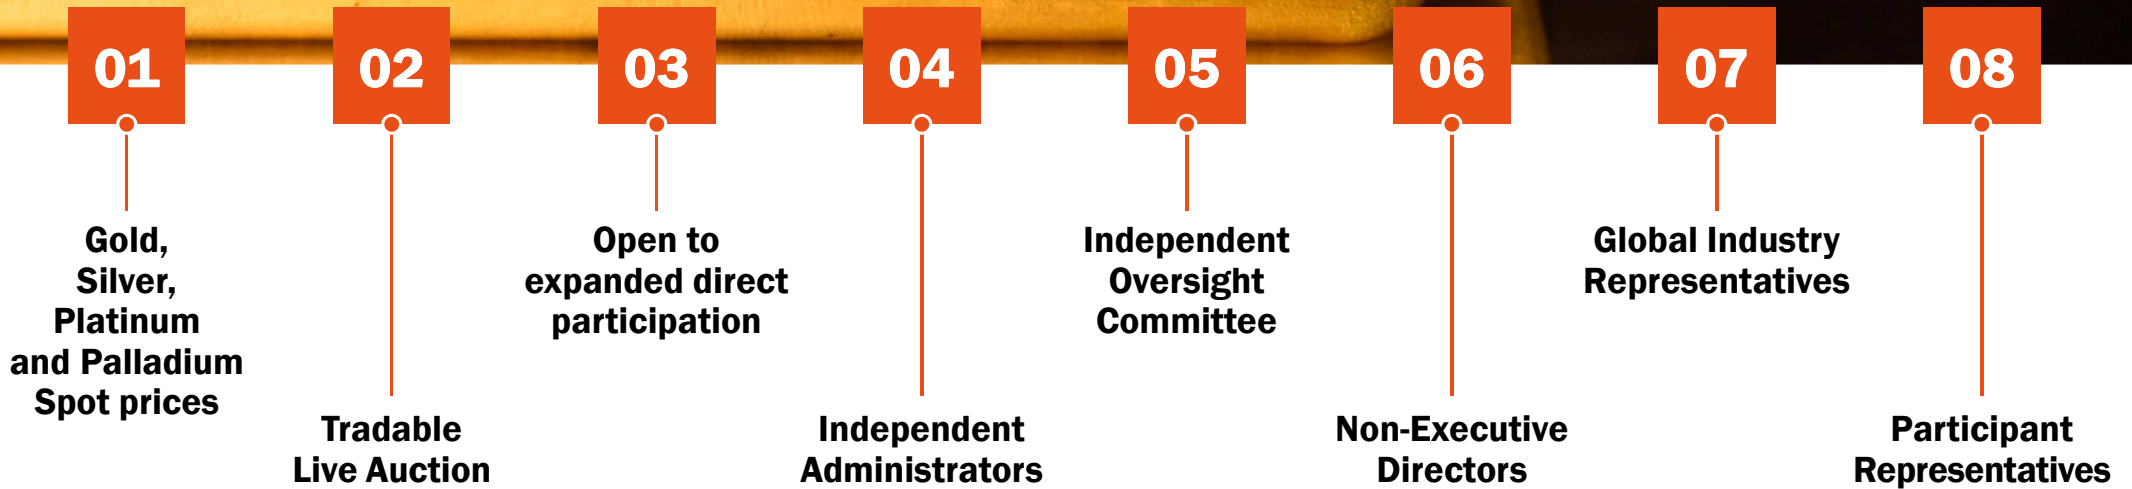 01
Gold,
Silver,
Platinum
and Palladium
Spot prices
02
Tradable
Live Auction
03
Open to
expanded direct
participation
04
Independent
Administrators
05
Independent
Oversight
Committee
06
Non-Executive
Directors
07
Global Industry
Representatives
08
Participant
Representatives